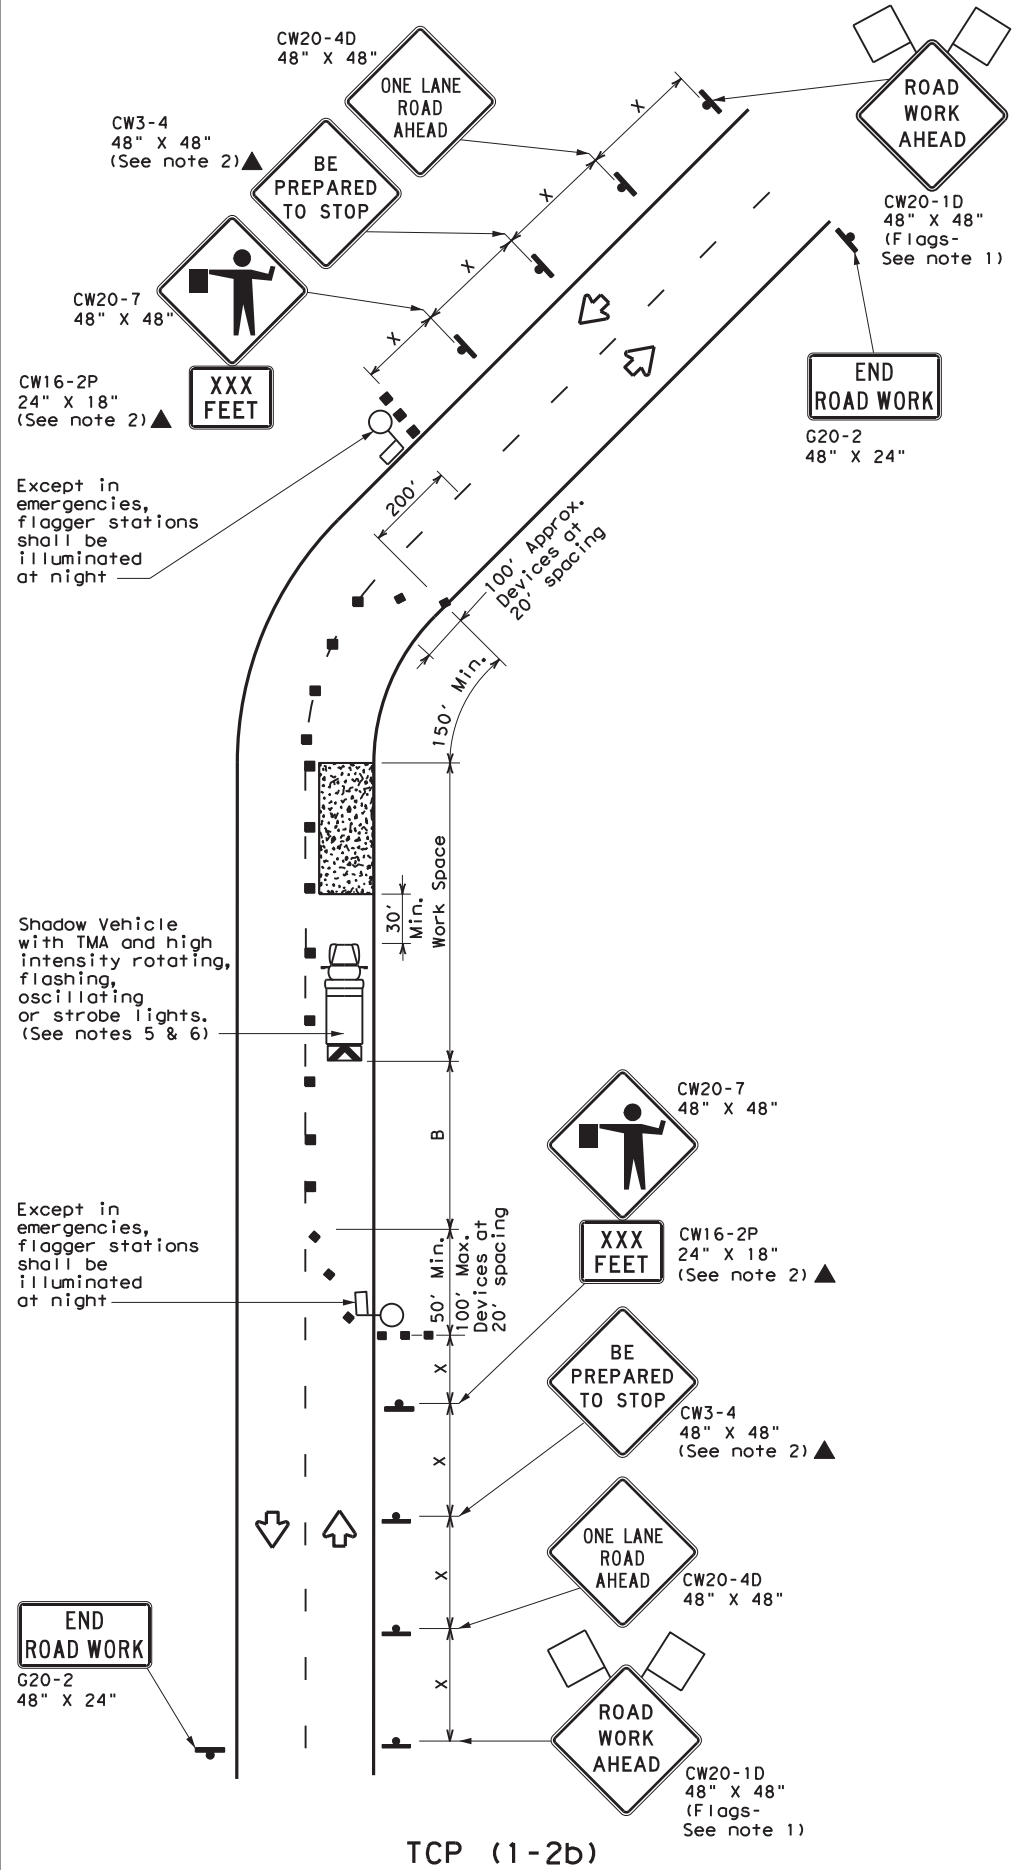 CW20-4D
48" X 48"
ONE LANE
ROAD
AHEAD
CW3-4
48" X 48"
(See note 2)
BE
PREPARED
TO STOP
CW20-7
48" X 48"
CW16-2P
24" X 18"
(See note 2)
XXX
FEET
X
X
X
X
ROAD
WORK
AHEAD
CW20-1D
48" X 48"
(Flags-
See note 1)
END
ROAD WORK
G20-2
48" X 24"
Except in
emergencies,
flagger stations
shall be
illuminated
at night
200'
100' Approx.
Devices at
20' spacing
150' Min.
Work Space
30'
Min.
Shadow Vehicle
with TMA and high
intensity rotating,
flashing,
oscillating
or strobe lights.
(See notes 5 & 6)
B
50' Min.
100' Max.
Devices at
20' spacing
Except in
emergencies,
flagger stations
shall be
illuminated
at night
CW20-7
48" X 48"
XXX
FEET
CW16-2P
24" X 18"
(See note 2)
X
BE
PREPARED
TO STOP
CW3-4
48" X 48"
(See note 2)
X
ONE LANE
ROAD
AHEAD
CW20-4D
48" X 48"
X
END
ROAD WORK
G20-2
48" X 24"
X
ROAD
WORK
AHEAD
CW20-1D
48" X 48"
(Flags-
See note 1)
TCP (1-2b)